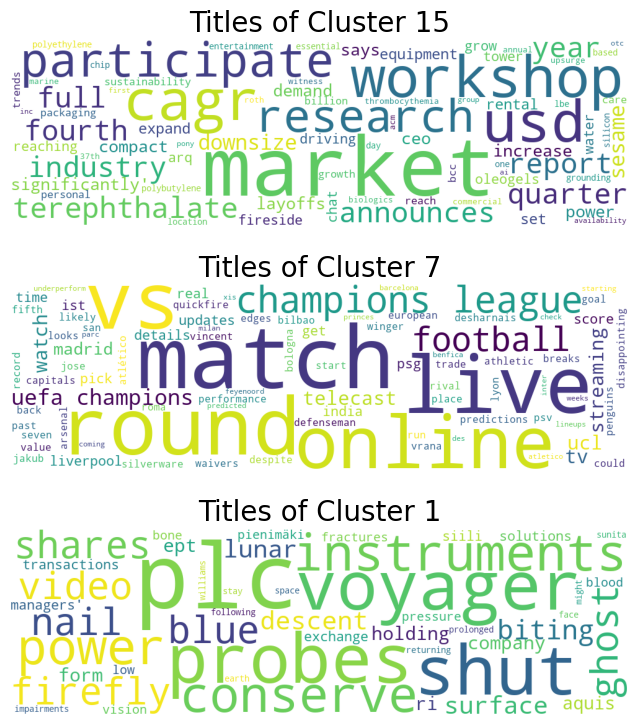 Titles of Cluster 15
polyethylene entertainment essential grow annual otc
participate says equipment tower based upsurge
chip year
trends marine sustainability demand witness workshop
cagr billion thrombocythemia group rental lbe care
full first roth research usd silicon
inc packaging acm water sesame
fourth expand downsize driving ceo increase one
reaching 37th compact pony arq day bcc ai report grounding
industry market oleogels
significantly polybutylene growth chat reach quarter
personal layoffs biologics commercial
terephthalate announces set power
location fireside availability
Titles of Cluster 7
underperform barcelona starting
time vs real xis princes champions league check goal
fifth ist quickfire european
likely updates edges bilbao winger desharnais score
looks san milan parc details vincent football
watch madrid atlético get benfica streaming disappointing
record jose bologna match start psg trade athletic breaks live
capitals pick rival inter weeks penguins
uefa champions performance telecast place lyon
back roma feyenoord india predictions psv ucl
past arsenal predicted round online lineups
seven defenseman run des tv
value coming vrana atletico
jakub liverpool silverware waivers despite could
Titles of Cluster 1
bone pienimäki fractures siili solutions sunita
shares ept lunar instruments
transactions plc
video williams stay space voyager might blood
managers' descent pressure face ghost
nail blue following exchange holding prolonged biting
power probes returning company
form low shut
firefly earth conserve ri surface aquis
impairments vision